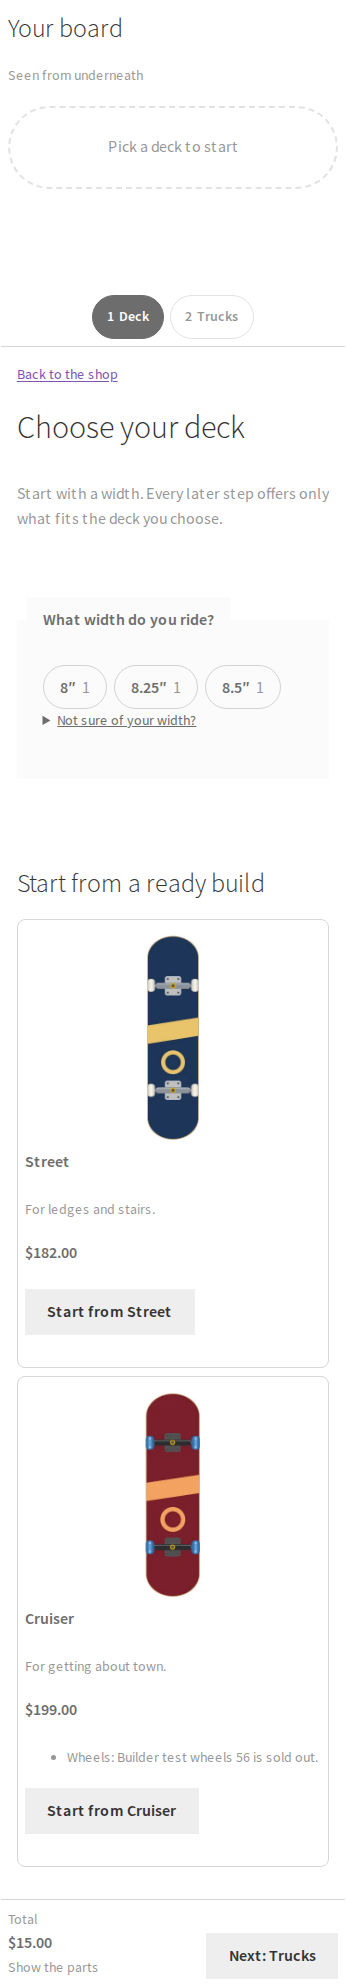 Your board
Seen from underneath
Pick a deck to start
1 Deck
2 Trucks
Back to the shop
Choose your deck
Start with a width. Every later step offers only
what fits the deck you choose.
What width do you ride?
8″ 1
8.25″ 1
8.5″ 1
Not sure of your width?
Start from a ready build
Street
For ledges and stairs.
$182.00
Start from Street
Cruiser
For getting about town.
$199.00
Wheels: Builder test wheels 56 is sold out.
Start from Cruiser
Total
$15.00
Show the parts
Next: Trucks